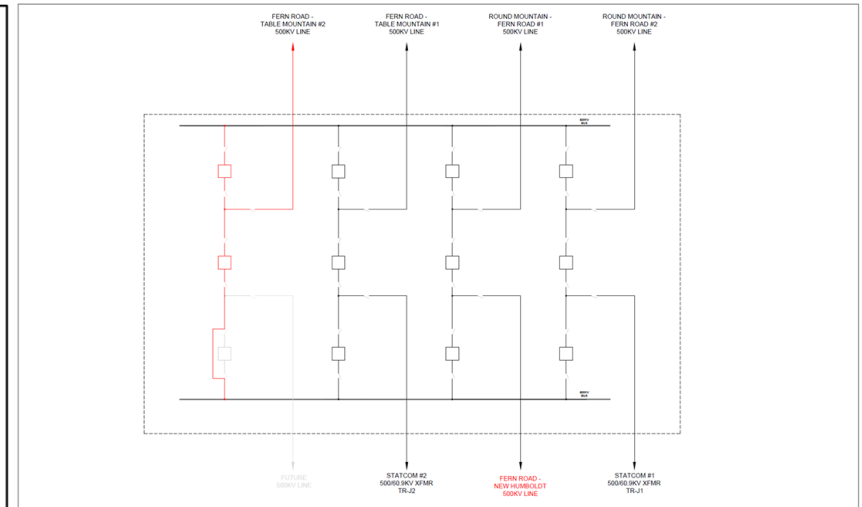 FERN ROAD -
TABLE MOUNTAIN #2
500KV LINE
FERN ROAD -
TABLE MOUNTAIN #1
500KV LINE
ROUND MOUNTAIN -
FERN ROAD #1
500KV LINE
ROUND MOUNTAIN -
FERN ROAD #2
500KV LINE
BUS
BUS
FUTURE
500KV LINE
STATCOM #2
500/60.9KV XFMR
TR-J2
FERN ROAD -
NEW HUMBOLDT
500KV LINE
STATCOM #1
500/60.9KV XFMR
TR-J1